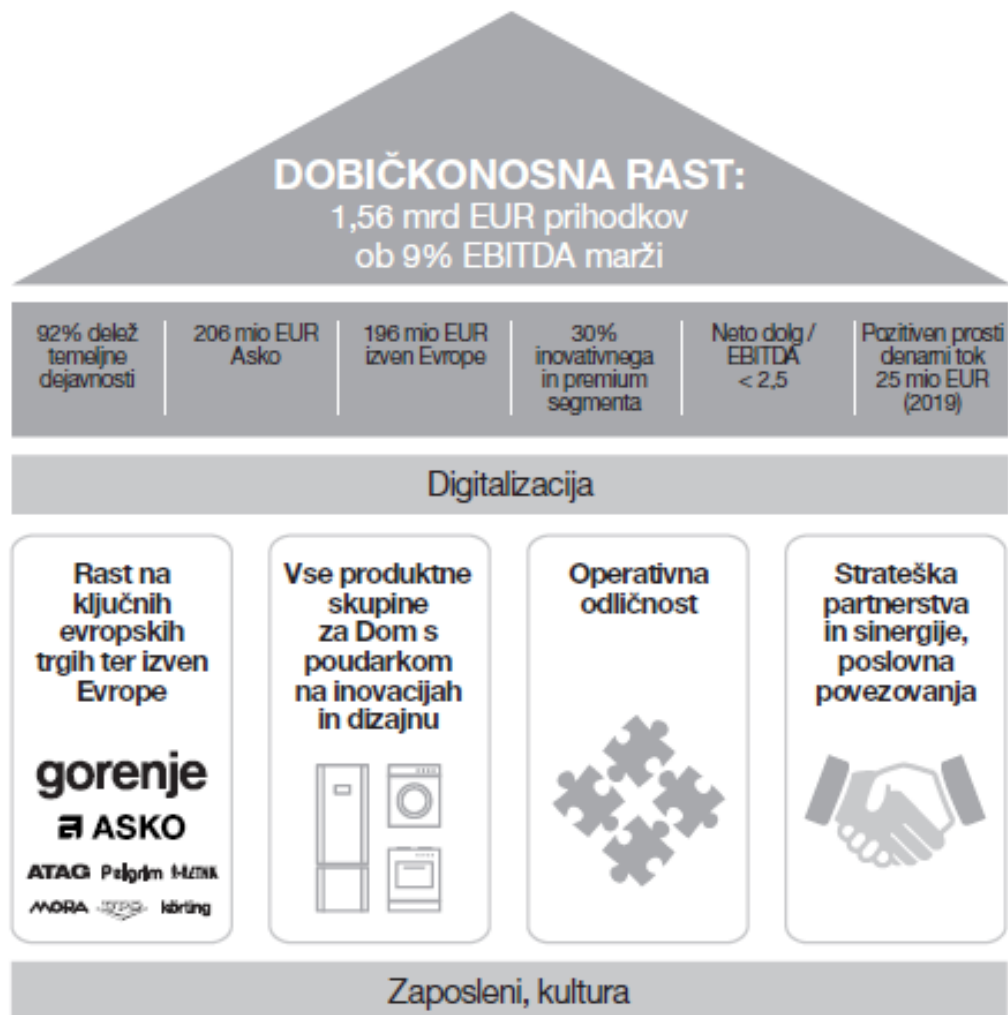 DOBIČKONOSNA RAST:
1,56 mrd EUR prihodkov
ob 9% EBITDA marži
92% delež
temeljne
dejavnosti
206 mio EUR
Asko
196 mio EUR
izven Evrope
30%
inovativnega
in premium
segmenta
Neto dolg /
EBITDA
< 2,5
Pozitiven prosti
denarni tok
25 mio EUR
(2019)
Digitalizacija
Rast na
ključnih
evropskih
trgih ter izven
Evrope
gorenje
ASKO
ATAG Pelgrim
MORA körting
Vse produktne
skupine
za Dom s
poudarkom
na inovacijah
in dizajnu
Operativna
odličnost
Strateška
partnerstva
in sinergije,
poslovna
povezovanja
Zaposleni, kultura